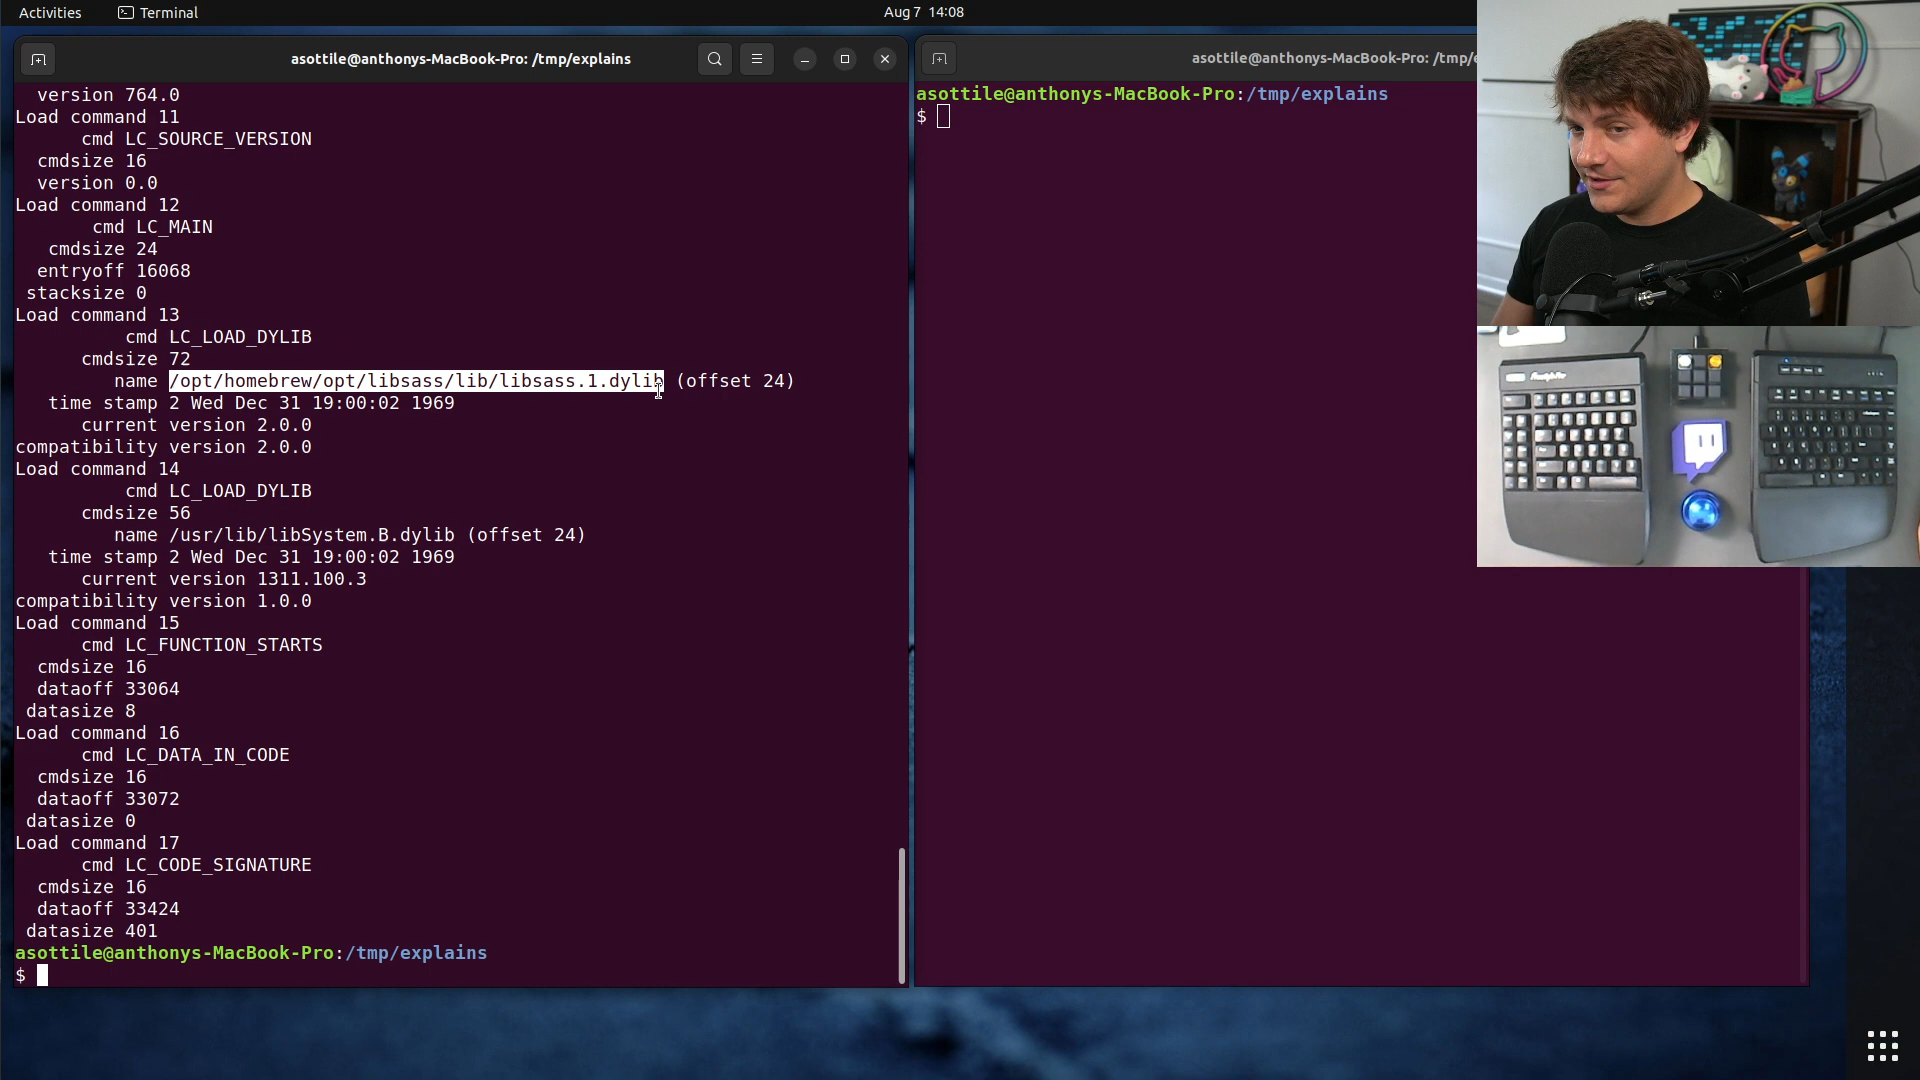 Activities
Terminal
Aug 7 14:08
asottile@anthonys-MacBook-Pro: /tmp/explains
version 764.0
Load command 11
cmd LC_SOURCE_VERSION
cmdsize 16
version 0.0
Load command 12
cmd LC_MAIN
cmdsize 24
entryoff 16068
stacksize 0
Load command 13
cmd LC_LOAD_DYLIB
cmdsize 72
name /opt/homebrew/opt/libsass/lib/libsass.1.dylib (offset 24)
time stamp 2 Wed Dec 31 19:00:02 1969
current version 2.0.0
compatibility version 2.0.0
Load command 14
cmd LC_LOAD_DYLIB
cmdsize 56
name /usr/lib/libSystem.B.dylib (offset 24)
time stamp 2 Wed Dec 31 19:00:02 1969
current version 1311.100.3
compatibility version 1.0.0
Load command 15
cmd LC_FUNCTION_STARTS
cmdsize 16
dataoff 33064
datasize 8
Load command 16
cmd LC_DATA_IN_CODE
cmdsize 16
dataoff 33072
datasize 0
Load command 17
cmd LC_CODE_SIGNATURE
cmdsize 16
dataoff 33424
datasize 401
asottile@anthonys-MacBook-Pro:/tmp/explains
$
asottile@anthonys-MacBook-Pro: /tmp/e
asottile@anthonys-MacBook-Pro:/tmp/explains
$